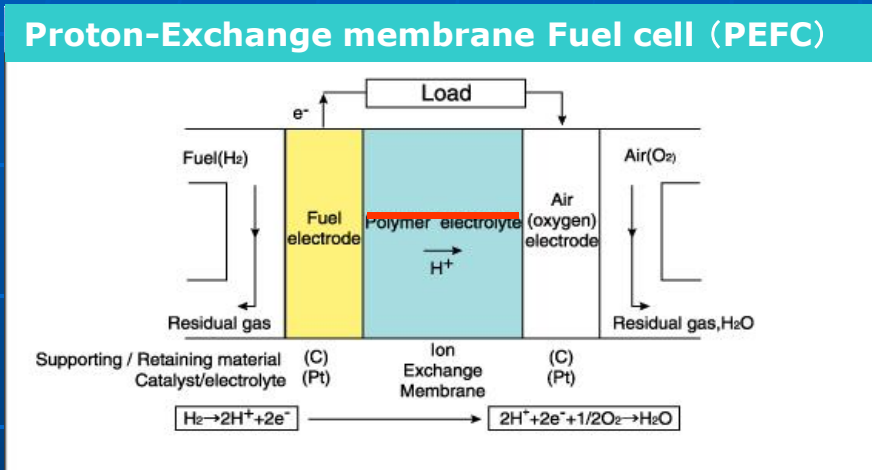 Proton-Exchange membrane Fuel cell（PEFC）
Load
e-
Fuel(H2)
Air(O2)
Fuel
electrode
Polymer electrolyte
H+
Air
(oxygen)
electrode
Residual gas
Residual gas,H2O
Supporting / Retaining material
(C)
Ion
Exchange
Membrane
(C)
Catalyst/electrolyte
(Pt)
(Pt)
H2→2H++2e-
2H++2e-+1/2O2→H2O